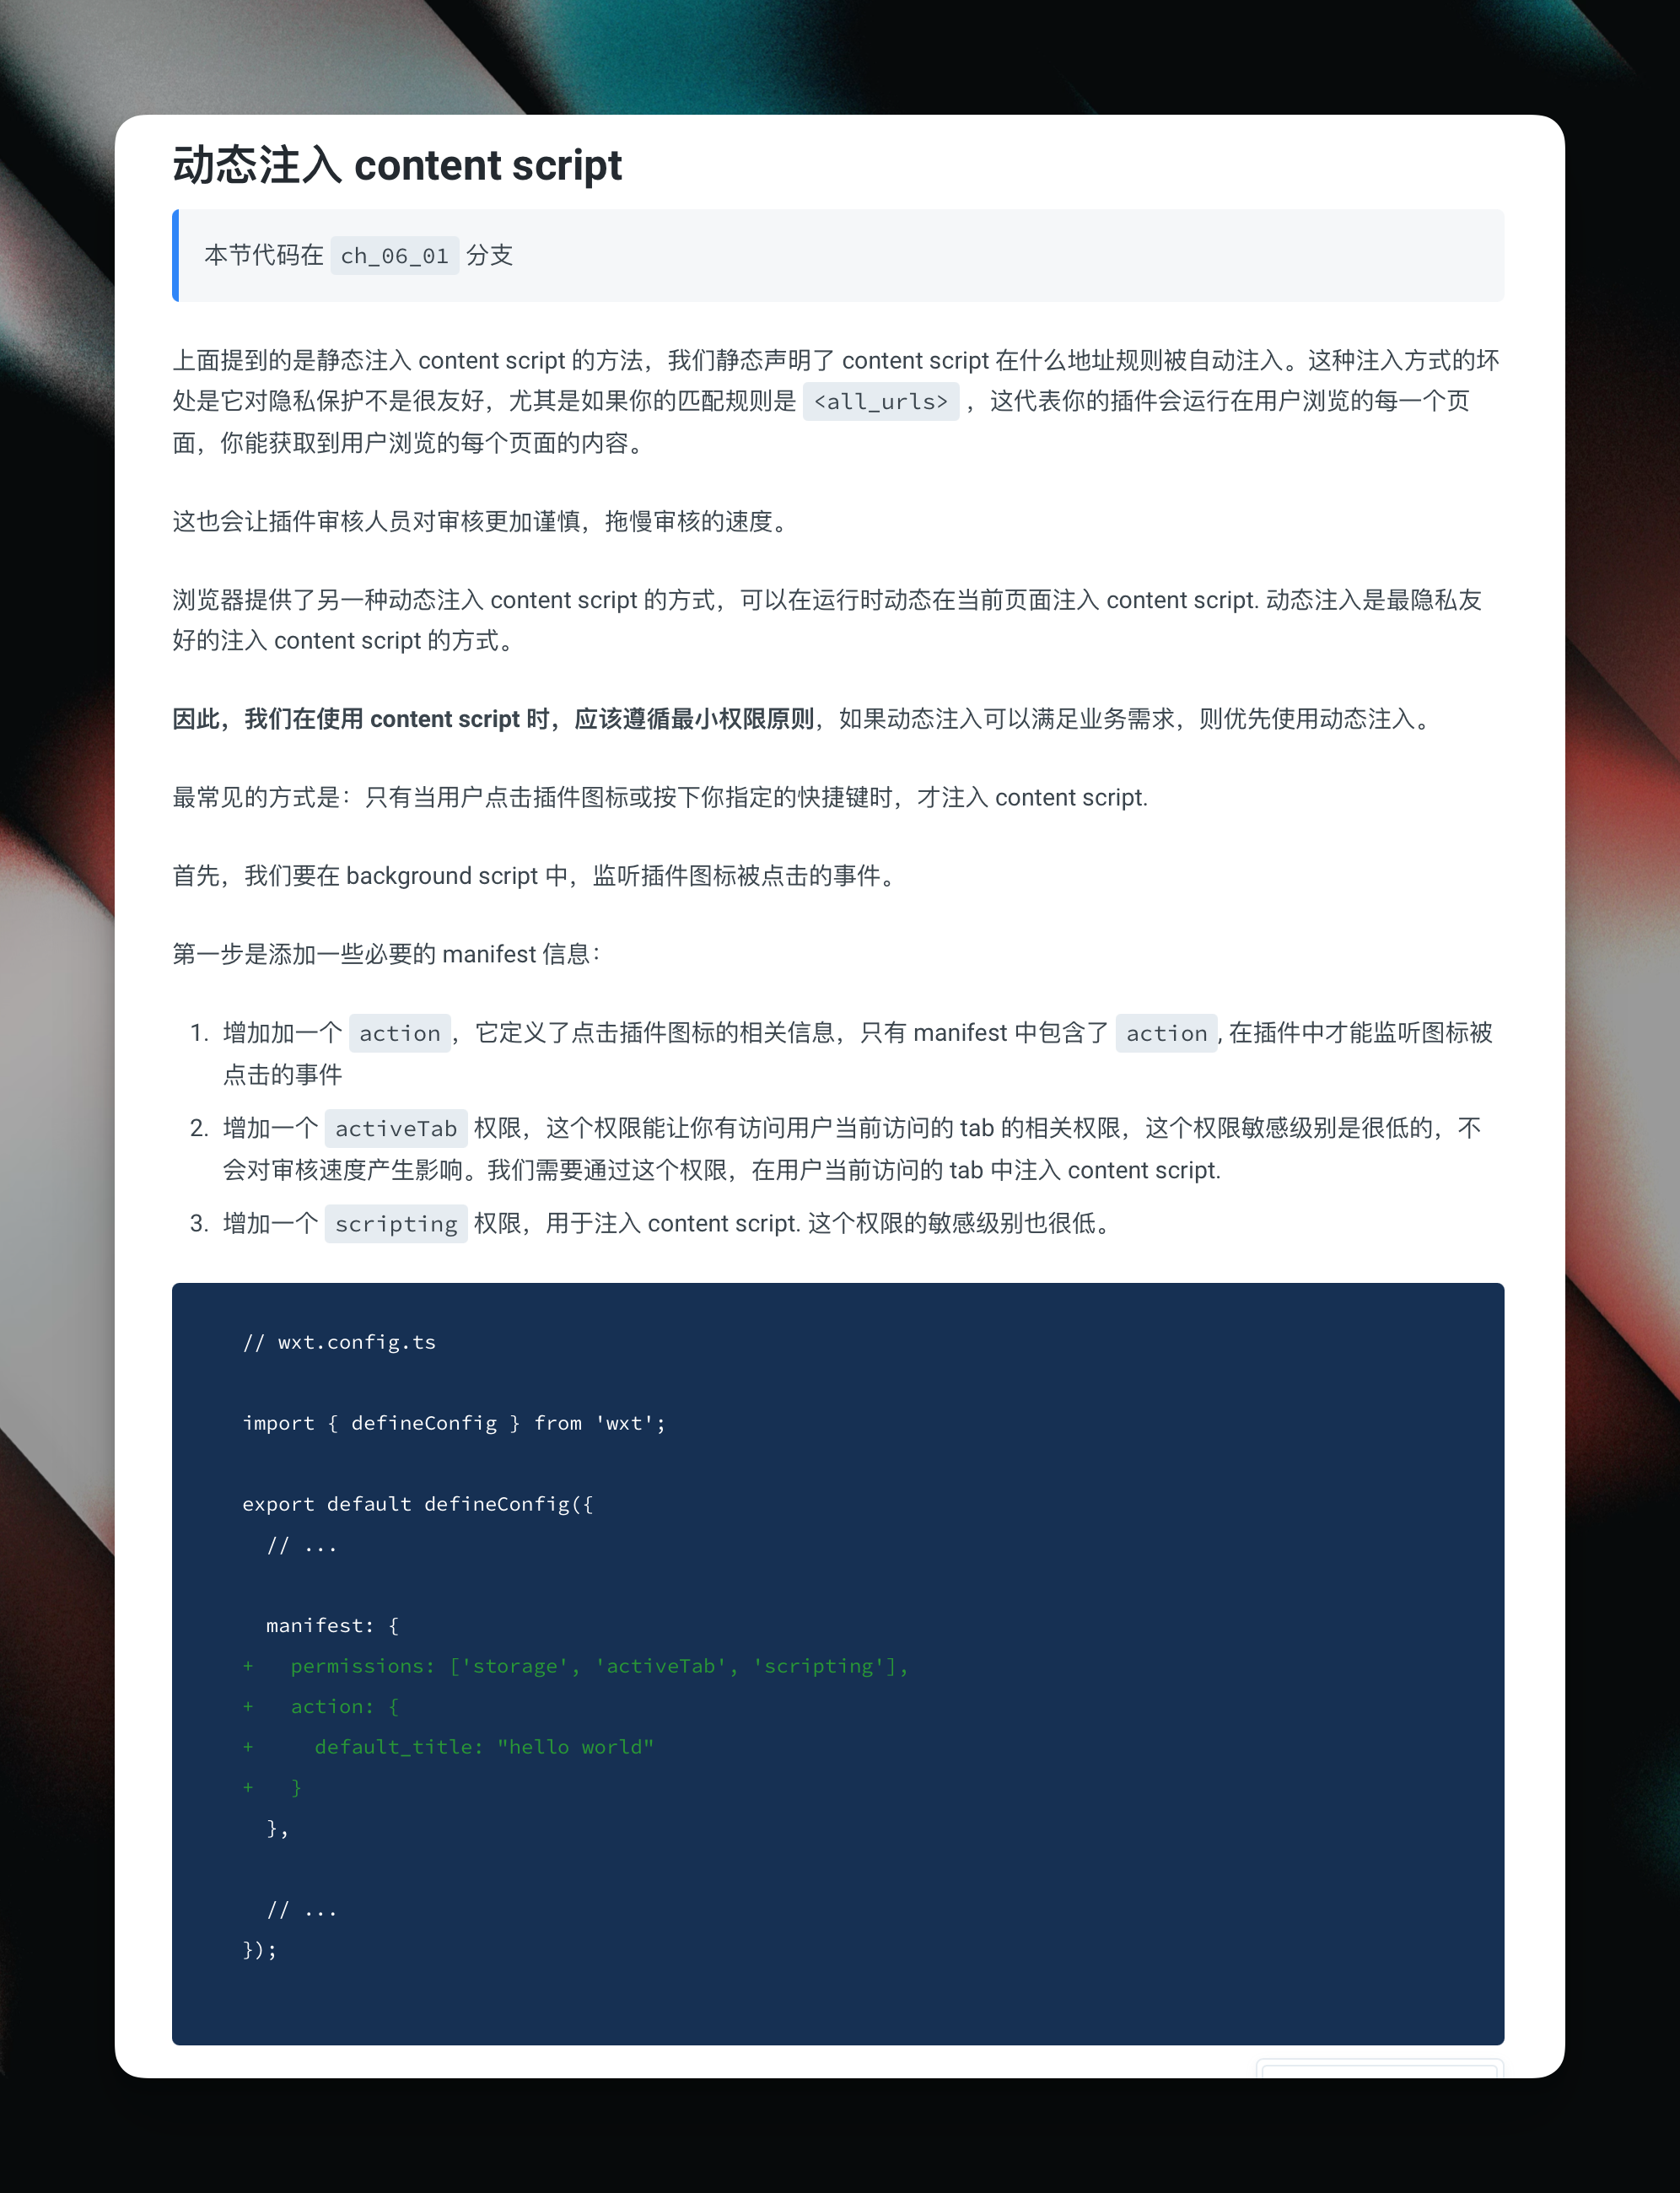 动态注入 content script
本节代码在 ch_06_01 分支
上面提到的是静态注入 content script 的方法，我们静态声明了 content script 在什么地址规则被自动注入。这种注入方式的坏
处是它对隐私保护不是很友好，尤其是如果你的匹配规则是 <all_urls> ，这代表你的插件会运行在用户浏览的每一个页
面，你能获取到用户浏览的每个页面的内容。
这也会让插件审核人员对审核更加谨慎，拖慢审核的速度。
浏览器提供了另一种动态注入 content script 的方式，可以在运行时动态在当前页面注入 content script. 动态注入是最隐私友
好的注入 content script 的方式。
因此，我们在使用 content script 时，应该遵循最小权限原则，如果动态注入可以满足业务需求，则优先使用动态注入。
最常见的方式是：只有当用户点击插件图标或按下你指定的快捷键时，才注入 content script.
首先，我们要在 background script 中，监听插件图标被点击的事件。
第一步是添加一些必要的 manifest 信息：
1. 增加加一个 action，它定义了点击插件图标的相关信息，只有 manifest 中包含了 action, 在插件中才能监听图标被
点击的事件
2. 增加一个 activeTab 权限，这个权限能让你有访问用户当前访问的 tab 的相关权限，这个权限敏感级别是很低的，不
会对审核速度产生影响。我们需要通过这个权限，在用户当前访问的 tab 中注入 content script.
3. 增加一个 scripting 权限，用于注入 content script. 这个权限的敏感级别也很低。
// wxt.config.ts
import { defineConfig } from 'wxt';
export default defineConfig({
  // ...
  manifest: {
+   permissions: ['storage', 'activeTab', 'scripting'],
+   action: {
+     default_title: "hello world"
+   }
  },
  // ...
});